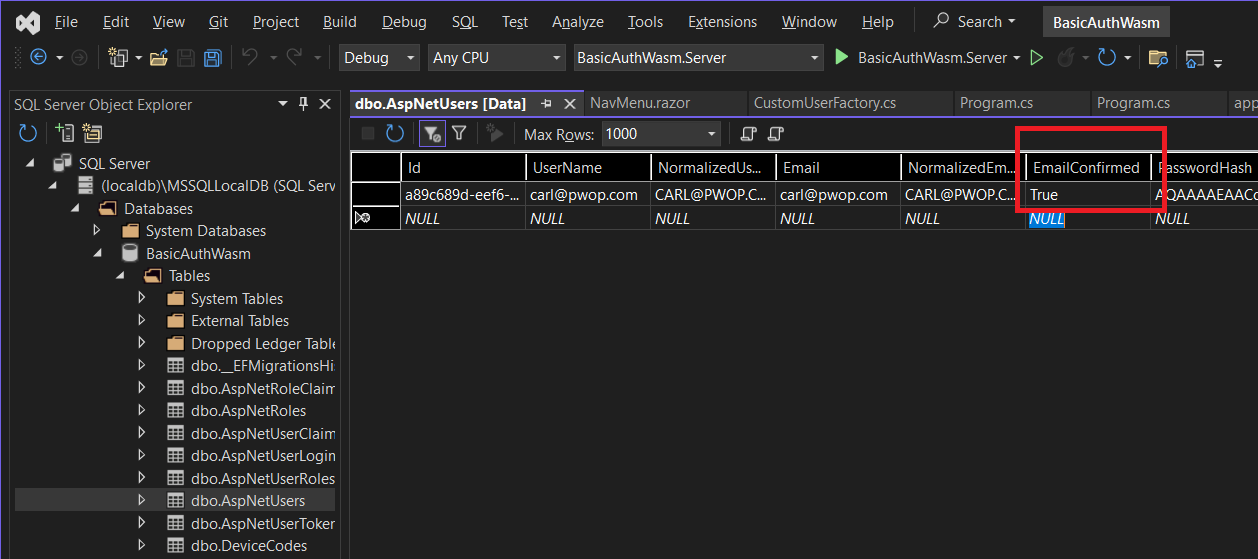 File Edit View Git Project Build Debug SQL Test Analyze Tools Extensions Window Help Search BasicAuthWasm
Debug Any CPU BasicAuthWasm.Server BasicAuthWasm.Server
SQL Server Object Explorer
dbo.AspNetUsers [Data] NavMenu.razor CustomUserFactory.cs Program.cs Program.cs app
Max Rows: 1000
Id UserName NormalizedUs... Email NormalizedEm... EmailConfirmed PasswordHash
a89c689d-eef6-... carl@pwop.com CARL@PWOP.C... carl@pwop.com CARL@PWOP.C... True AQAAAAEAACc
NULL NULL NULL NULL NULL NULL NULL
SQL Server
(localdb)\MSSQLLocalDB (SQL Serv
Databases
System Databases
BasicAuthWasm
Tables
System Tables
External Tables
Dropped Ledger Table
dbo.__EFMigrationsHi
dbo.AspNetRoleClaim
dbo.AspNetRoles
dbo.AspNetUserClaim
dbo.AspNetUserLogin
dbo.AspNetUserRoles
dbo.AspNetUsers
dbo.AspNetUserToken
dbo.DeviceCodes